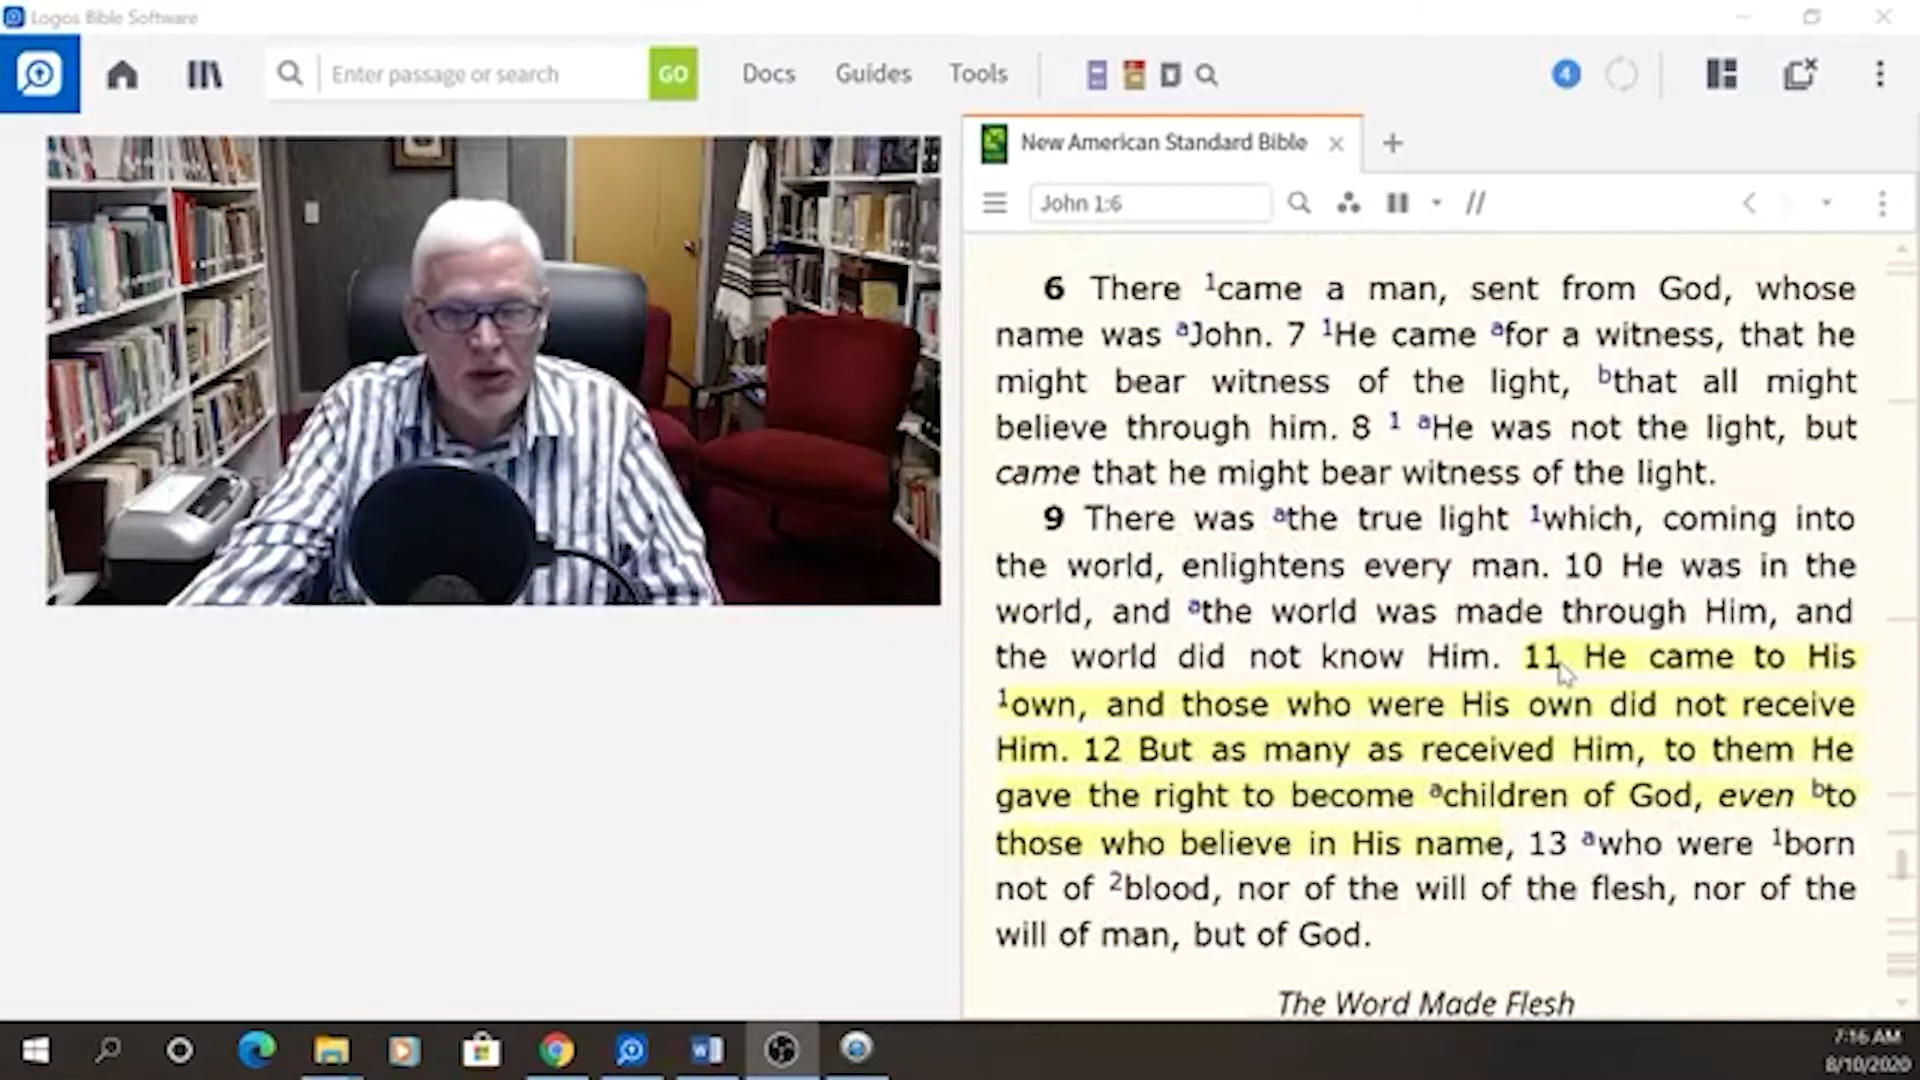 Logos Bible Software
Enter passage or search
GO
Docs
Guides
Tools
4
New American Standard Bible
John 1:6
6 There 1came a man, sent from God, whose
name was aJohn. 7 1He came afor a witness, that he
might bear witness of the light, bthat all might
believe through him. 8 1 aHe was not the light, but
came that he might bear witness of the light.
9 There was athe true light 1which, coming into
the world, enlightens every man. 10 He was in the
world, and athe world was made through Him, and
the world did not know Him. 11 He came to His
1own, and those who were His own did not receive
Him. 12 But as many as received Him, to them He
gave the right to become achildren of God, even bto
those who believe in His name, 13 awho were 1born
not of 2blood, nor of the will of the flesh, nor of the
will of man, but of God.
The Word Made Flesh
7:16 AM
8/10/2020